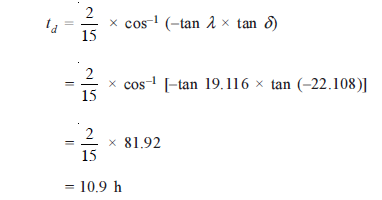 t_d = 2/15 × cos⁻¹ (−tan λ × tan δ)
= 2/15 × cos⁻¹ [−tan 19.116 × tan (−22.108)]
= 2/15 × 81.92
= 10.9 h